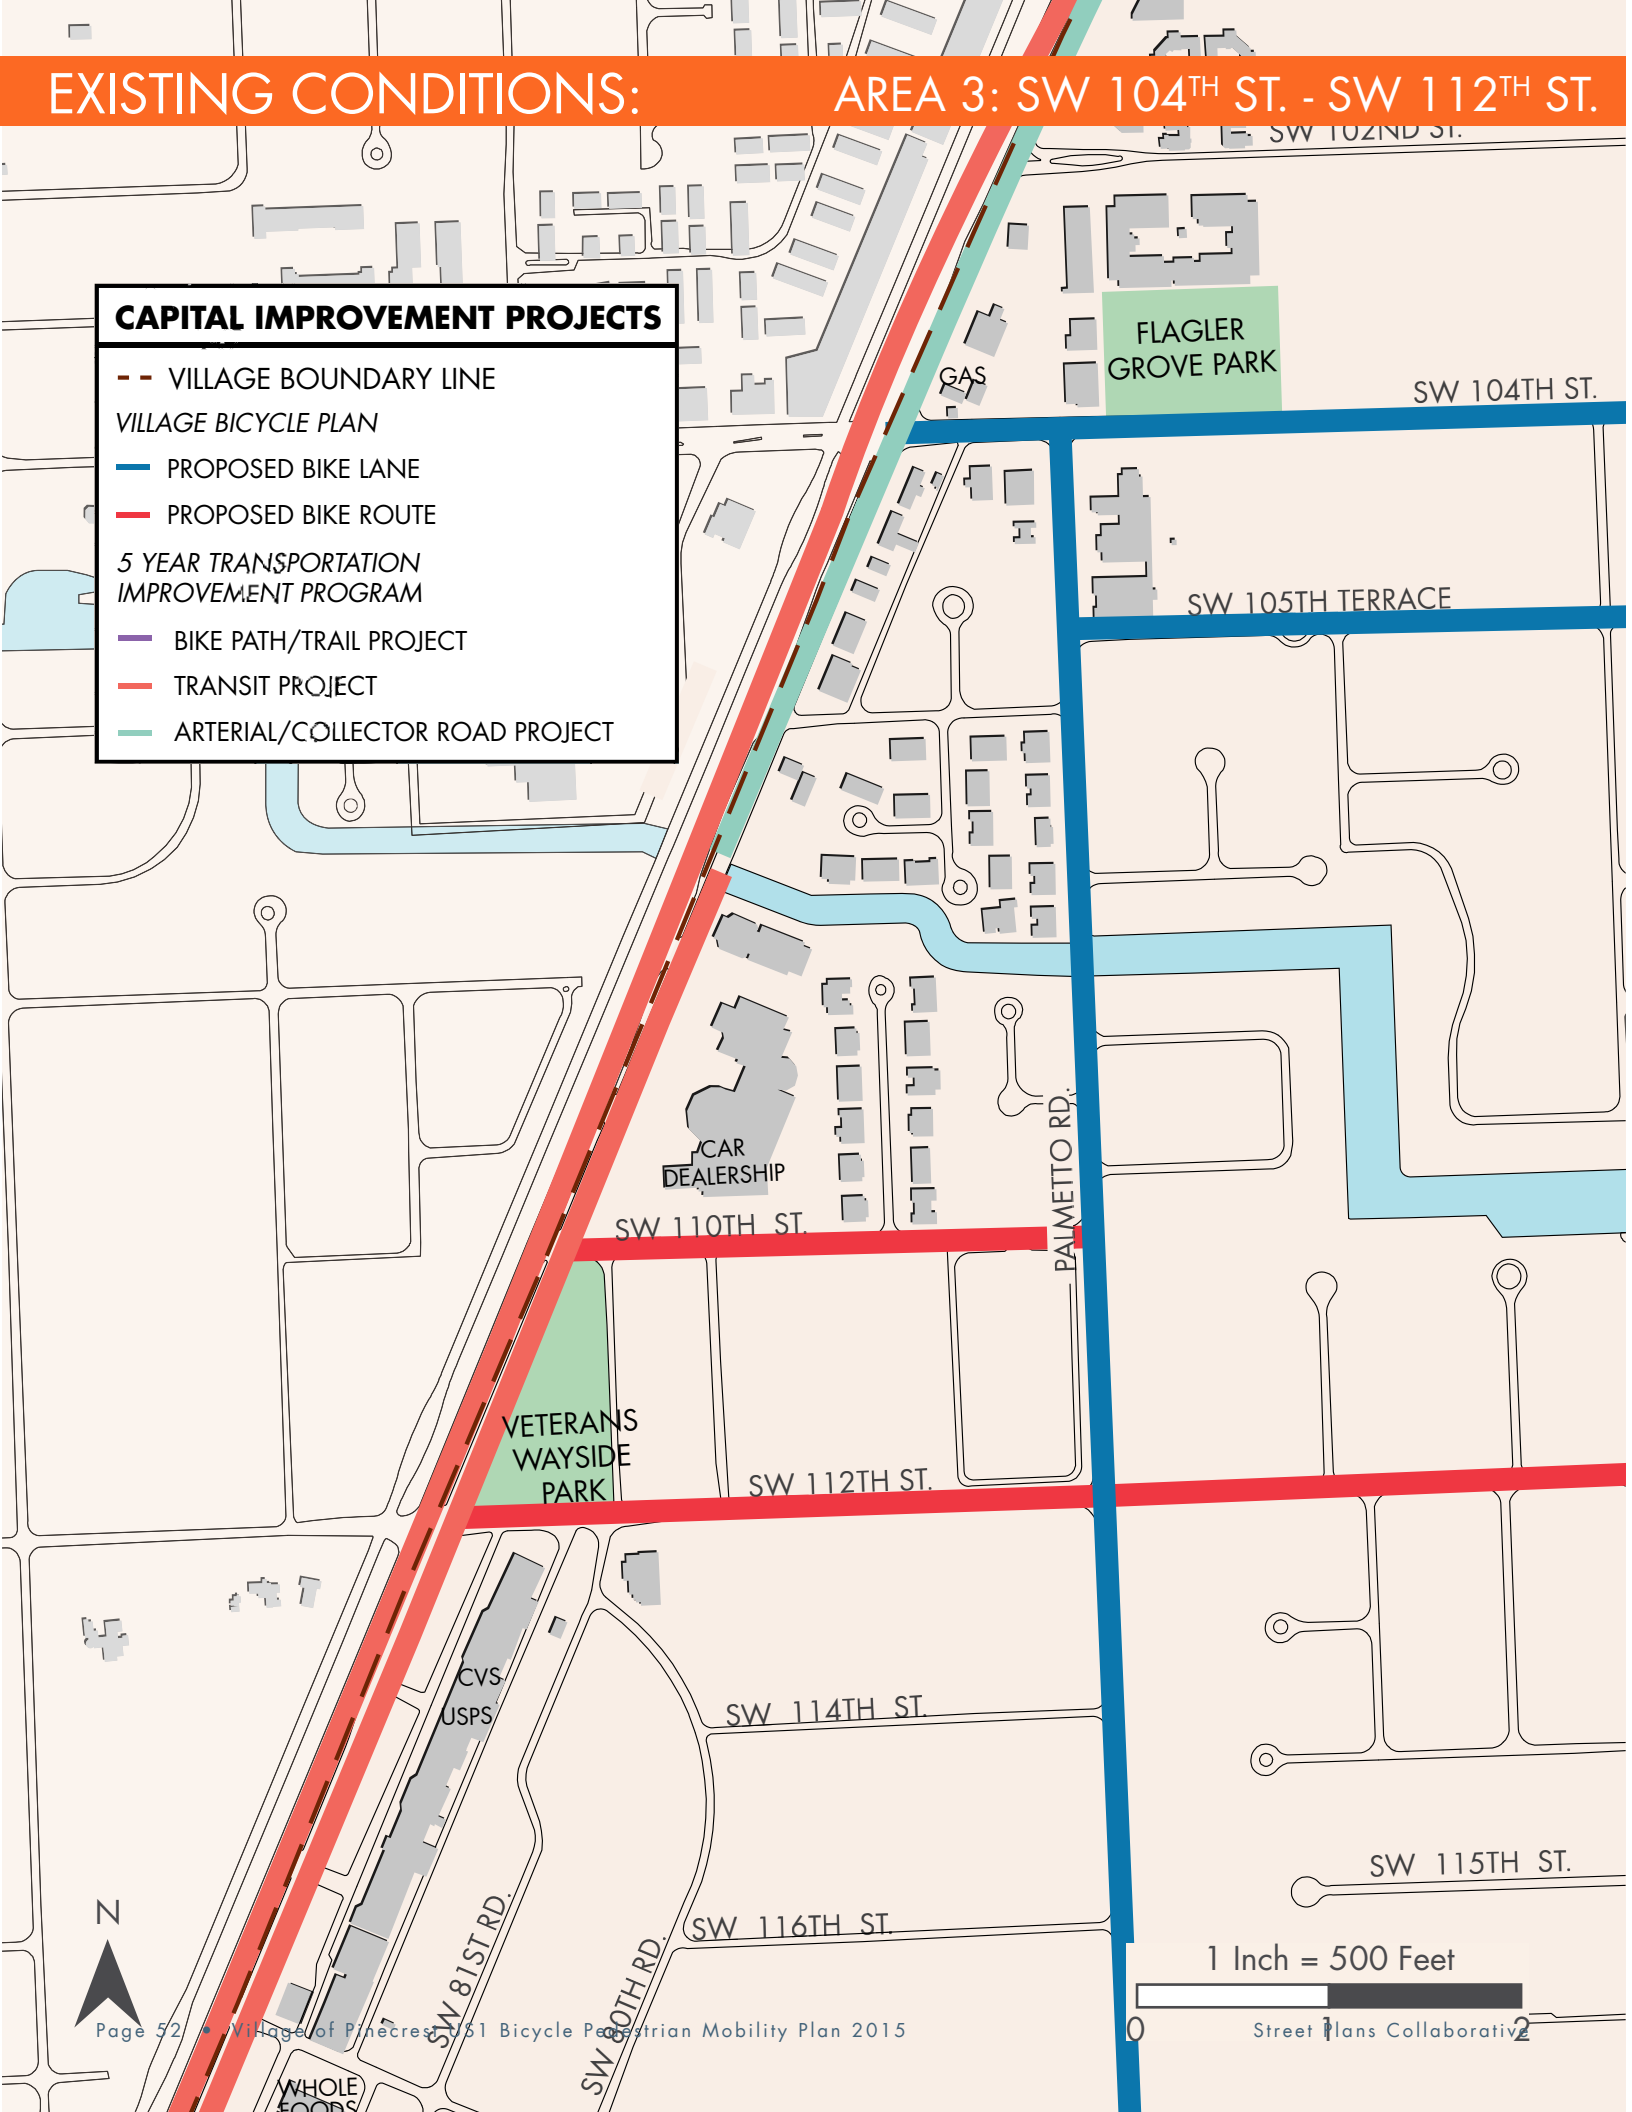 EXISTING CONDITIONS:
AREA 3: SW 104TH ST. - SW 112TH ST.
SW 102ND ST.
CAPITAL IMPROVEMENT PROJECTS
VILLAGE BOUNDARY LINE
VILLAGE BICYCLE PLAN
PROPOSED BIKE LANE
PROPOSED BIKE ROUTE
5 YEAR TRANSPORTATION
IMPROVEMENT PROGRAM
BIKE PATH/TRAIL PROJECT
TRANSIT PROJECT
ARTERIAL/COLLECTOR ROAD PROJECT
FLAGLER
GROVE PARK
GAS
SW 104TH ST.
SW 105TH TERRACE
CAR
DEALERSHIP
PALMETTO RD.
SW 110TH ST.
VETERANS
WAYSIDE
PARK
SW 112TH ST.
CVS
USPS
SW 114TH ST.
SW 115TH ST.
SW 116TH ST.
SW 81ST RD.
SW 80TH RD.
N
1 Inch = 500 Feet
0 1 2
Page 52 • Village of Pinecrest US1 Bicycle Pedestrian Mobility Plan 2015
Street Plans Collaborative
WHOLE
FOODS